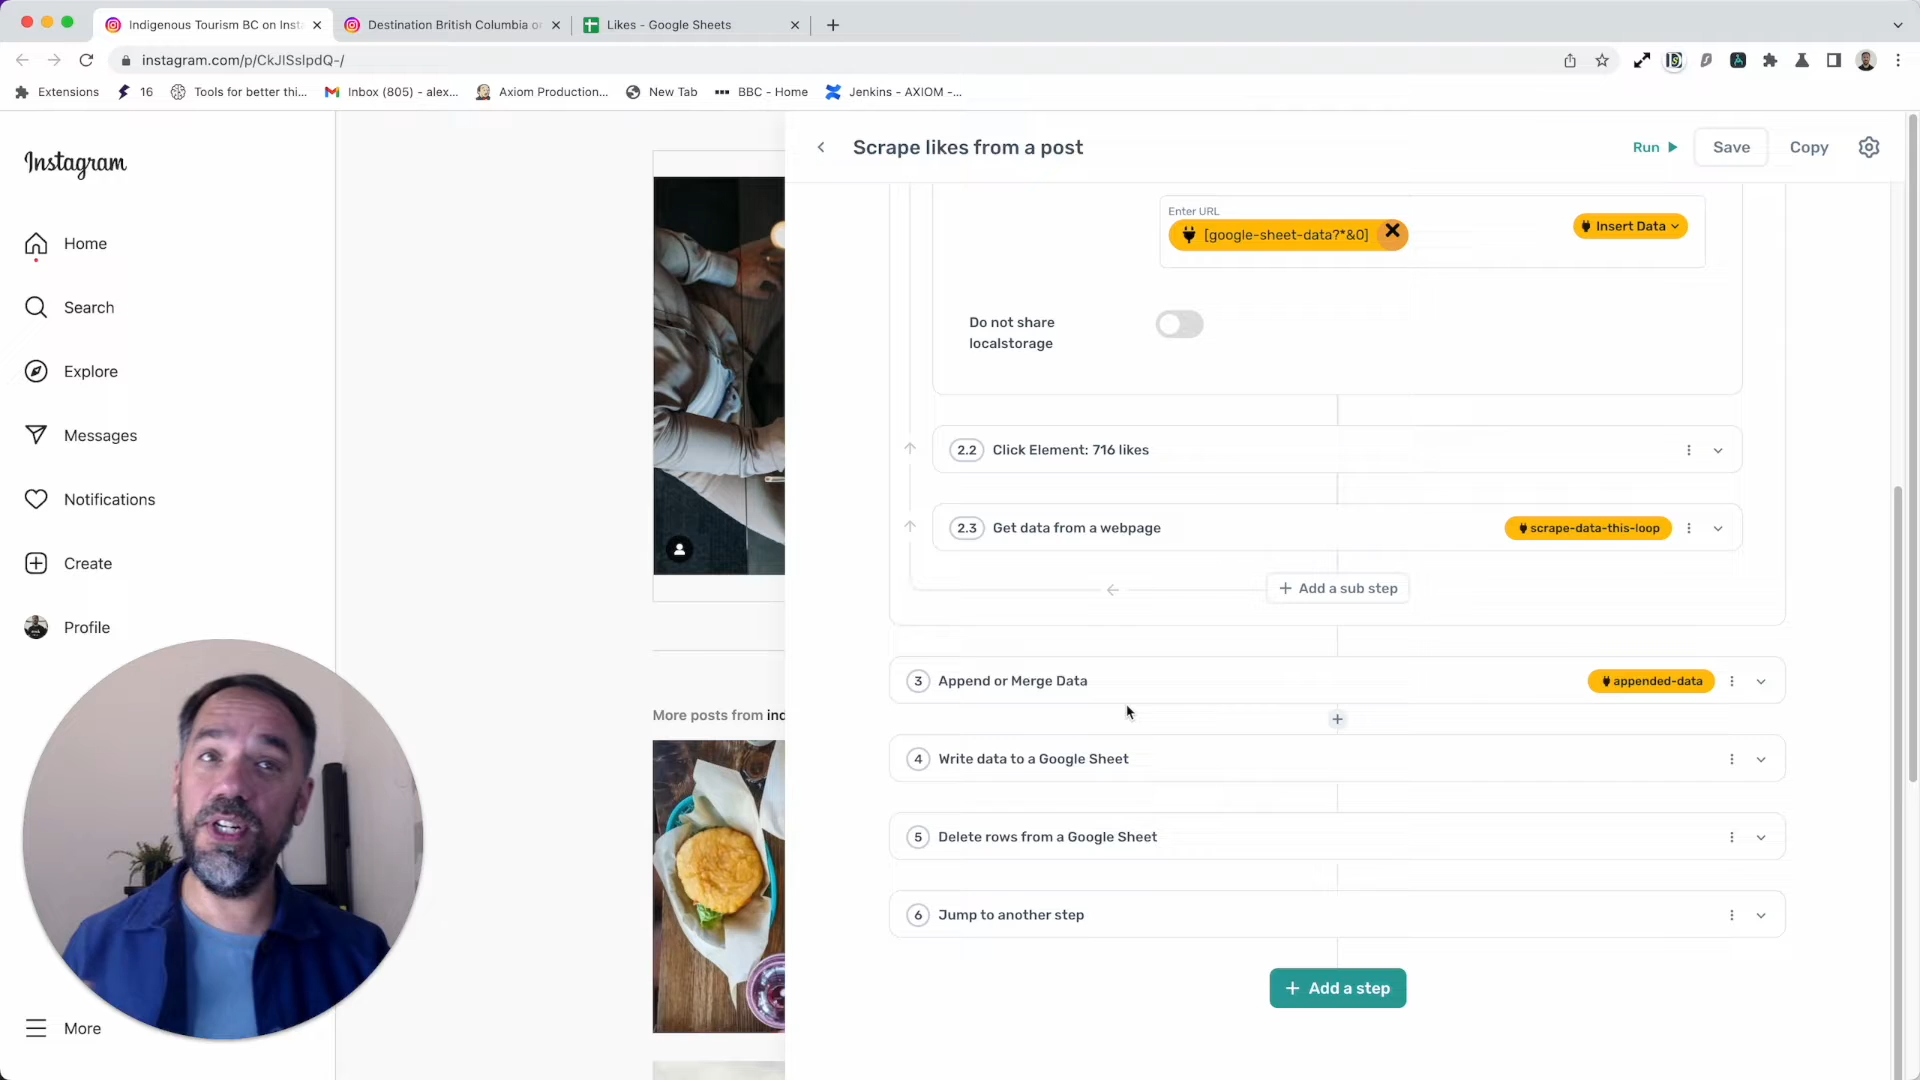 Indigenous Tourism BC on Inst
Destination British Columbia o
Likes - Google Sheets
instagram.com/p/CkJISslpdQ-/
Extensions
16
Tools for better thi...
Inbox (805) - alex...
Axiom Production...
New Tab
BBC - Home
Jenkins - AXIOM -...
Instagram
Home
Search
Explore
Messages
Notifications
Create
Profile
More
More posts from ind
Scrape likes from a post
Run
Save
Copy
Enter URL
[google-sheet-data?*&0]
Insert Data
Do not share
localstorage
2.2 Click Element: 716 likes
2.3 Get data from a webpage
scrape-data-this-loop
+ Add a sub step
3 Append or Merge Data
appended-data
4 Write data to a Google Sheet
5 Delete rows from a Google Sheet
6 Jump to another step
+ Add a step